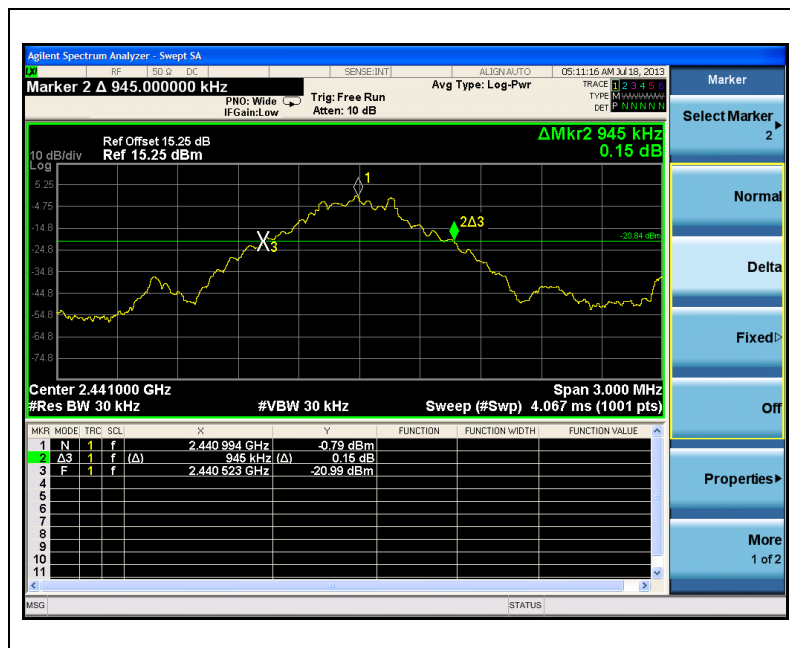 Agilent Spectrum Analyzer - Swept SA
LXI RF 50 Ω DC SENSE:INT ALIGNAUTO 05:11:16 AM Jul 18, 2013
Marker 2 Δ 945.000000 kHz
PNO: Wide
IFGain:Low
Trig: Free Run
Atten: 10 dB
Avg Type: Log-Pwr
TRACE 1 2 3 4 5 6
TYPE MWWWWW
DET P N N N N N
Marker
Select Marker
2
Normal
Delta
Fixed
Off
Properties
More
1 of 2
ΔMkr2 945 kHz
0.15 dB
Ref Offset 15.25 dB
10 dB/div Ref 15.25 dBm
Log
5.25
-4.75
-14.8
-24.8
-34.8
-44.8
-54.8
-64.8
-74.8
1
2Δ3
3
-20.84 dBm
Center 2.441000 GHz Span 3.000 MHz
#Res BW 30 kHz #VBW 30 kHz Sweep (#Swp) 4.067 ms (1001 pts)
MKR MODE TRC SCL X Y FUNCTION FUNCTION WIDTH FUNCTION VALUE
1 N 1 f 2.440 994 GHz -0.79 dBm
2 Δ3 1 f (Δ) 945 kHz (Δ) 0.15 dB
3 F 1 f 2.440 523 GHz -20.99 dBm
4
5
6
7
8
9
10
11
MSG STATUS